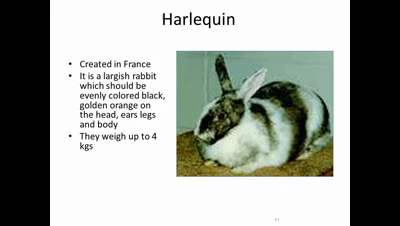 Harlequin
• Created in France
• It is a largish rabbit
which should be
evenly colored black,
golden orange on
the head, ears legs
and body
• They weigh up to 4
kgs